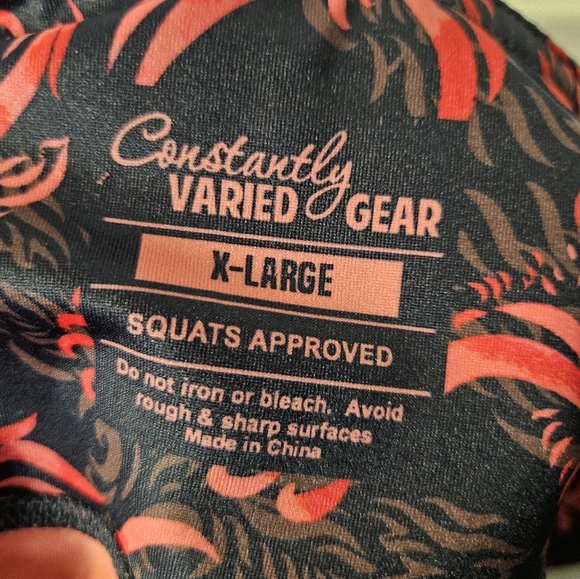 Constantly
VARIED GEAR
X-LARGE
SQUATS APPROVED
Do not iron or bleach. Avoid
rough & sharp surfaces
Made in China